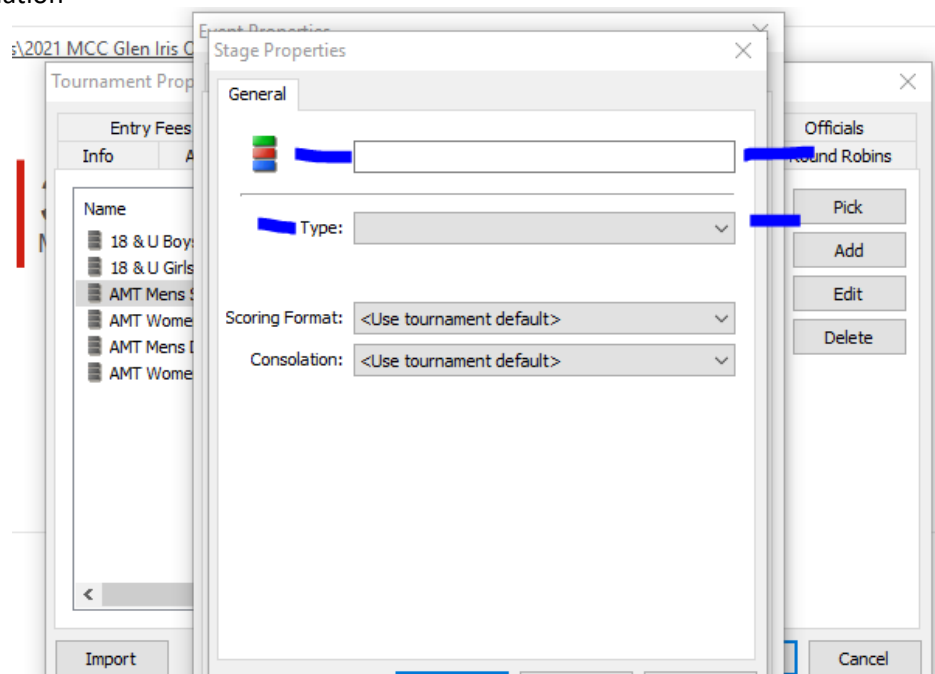 s\2021 MCC Glen Iris
Event Properties
Stage Properties
Tournament Prop
General
Entry Fees
Officials
Info
Round Robins
Name
Pick
18 & U Boys
Type:
Add
18 & U Girls
AMT Mens S
Edit
AMT Wome
Scoring Format: <Use tournament default>
AMT Mens D
Delete
Consolation: <Use tournament default>
AMT Wome
Import
Cancel